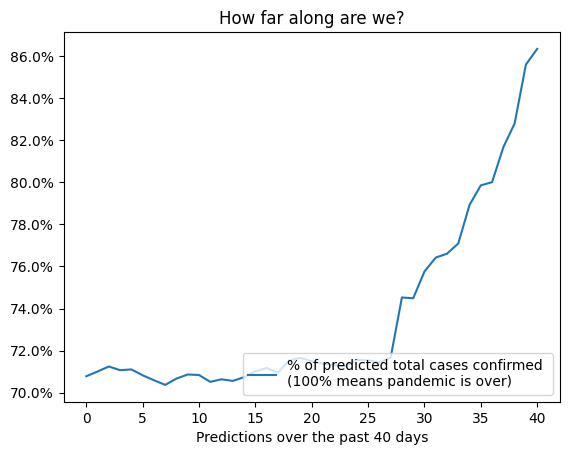 How far along are we?
86.0%
84.0%
82.0%
80.0%
78.0%
76.0%
74.0%
72.0%
70.0%
% of predicted total cases confirmed
(100% means pandemic is over)
0 5 10 15 20 25 30 35 40
Predictions over the past 40 days